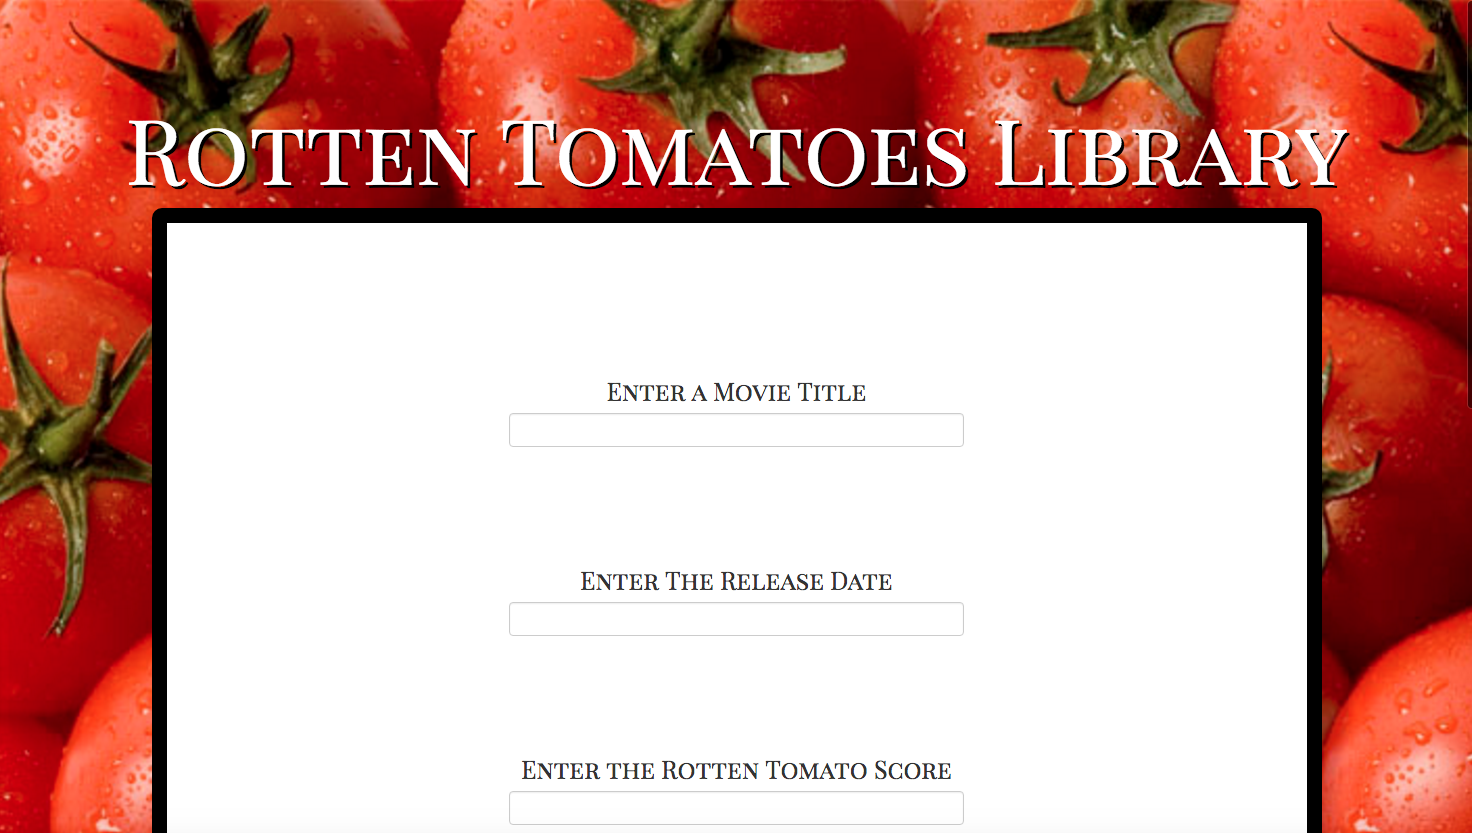 Rotten Tomatoes Library
Enter a Movie Title
Enter The Release Date
Enter the Rotten Tomato Score